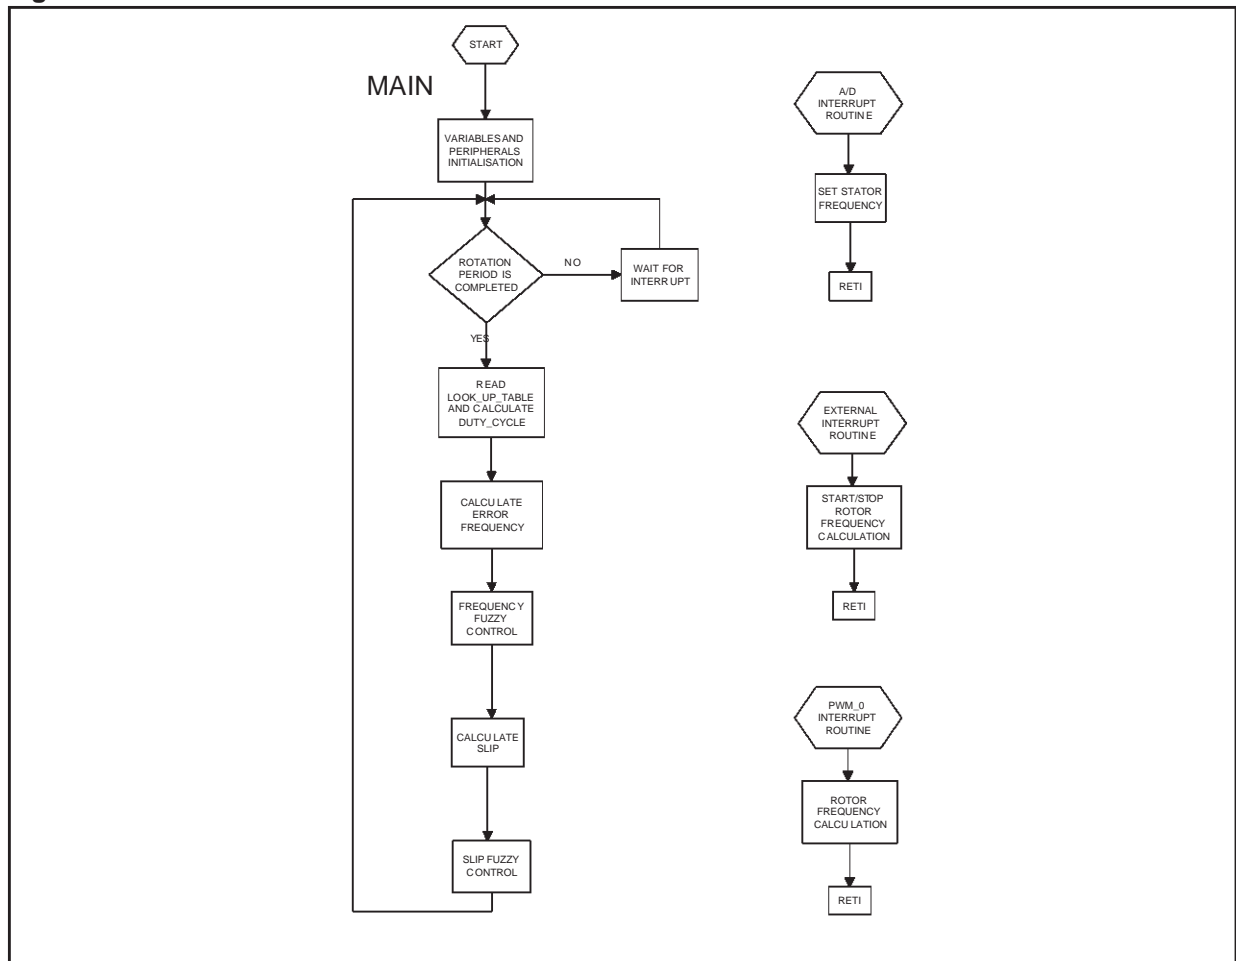 START
MAIN
VARIABLES AND
PERIPHERALS
INITIALISATION
ROTATION
PERIOD IS
COMPLETED
NO
WAIT FOR
INTERRUPT
YES
READ
LOOK_UP_TABLE
AND CALCULATE
DUTY_CYCLE
CALCULATE
ERROR
FREQUENCY
FREQUENCY
FUZZY
CONTROL
CALCULATE
SLIP
SLIP FUZZY
CONTROL
A/D
INTERRUPT
ROUTINE
SET STATOR
FREQUENCY
RETI
EXTERNAL
INTERRUPT
ROUTINE
START/STOP
ROTOR
FREQUENCY
CALCULATION
RETI
PWM_0
INTERRUPT
ROUTINE
ROTOR
FREQUENCY
CALCULATION
RETI